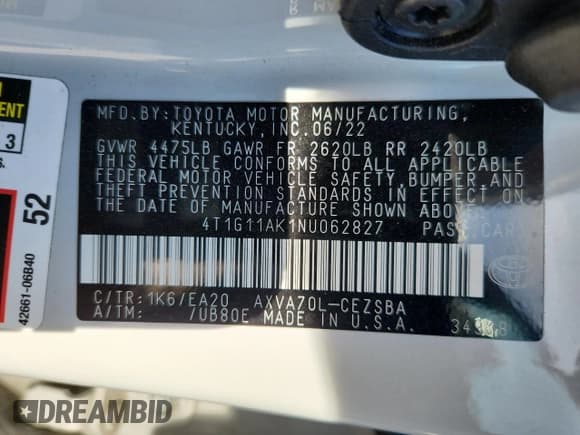 MFD.BY:TOYOTA MOTOR MANUFACTURING,
KENTUCKY, INC. 06/22
GVWR 4475LB GAWR FR 2620LB RR 2420LB
THIS VEHICLE CONFORMS TO ALL APPLICABLE
FEDERAL MOTOR VEHICLE SAFETY, BUMPER AND
THEFT PREVENTION STANDARDS IN EFFECT ON
THE DATE OF MANUFACTURE SHOWN ABOVE.
4T1G11AK1NU062827 PASS CAR
C/TR:1K6/EA20 AXVA70L-CEZSBA
A/TM: /UB80E MADE IN U.S.A.
52
42661-06B40
3
DREAMBID